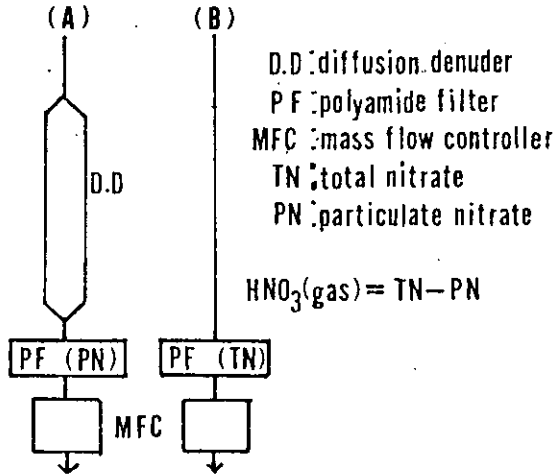 (A) (B)
D.D : diffusion denuder
PF : polyamide filter
MFC : mass flow controller
TN : total nitrate
PN : particulate nitrate
D.D
HNO₃(gas) = TN−PN
PF (PN) PF (TN)
MFC